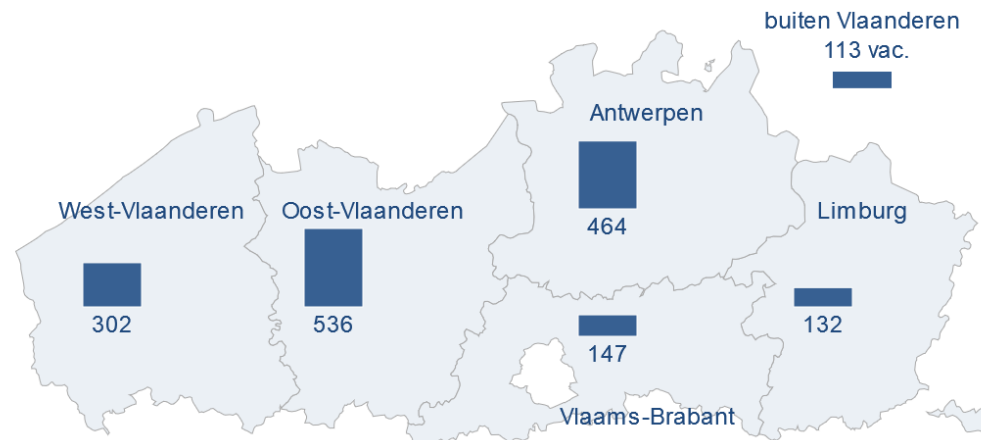 buiten Vlaanderen
113 vac.
Antwerpen
464
West-Vlaanderen
302
Oost-Vlaanderen
536
Limburg
132
147
Vlaams-Brabant